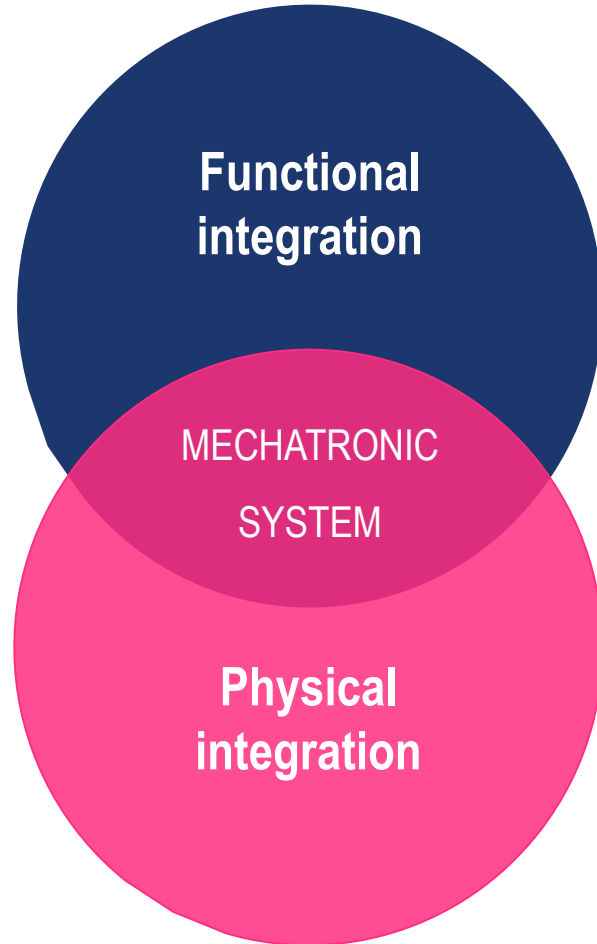 Functional
integration
MECHATRONIC
SYSTEM
Physical
integration